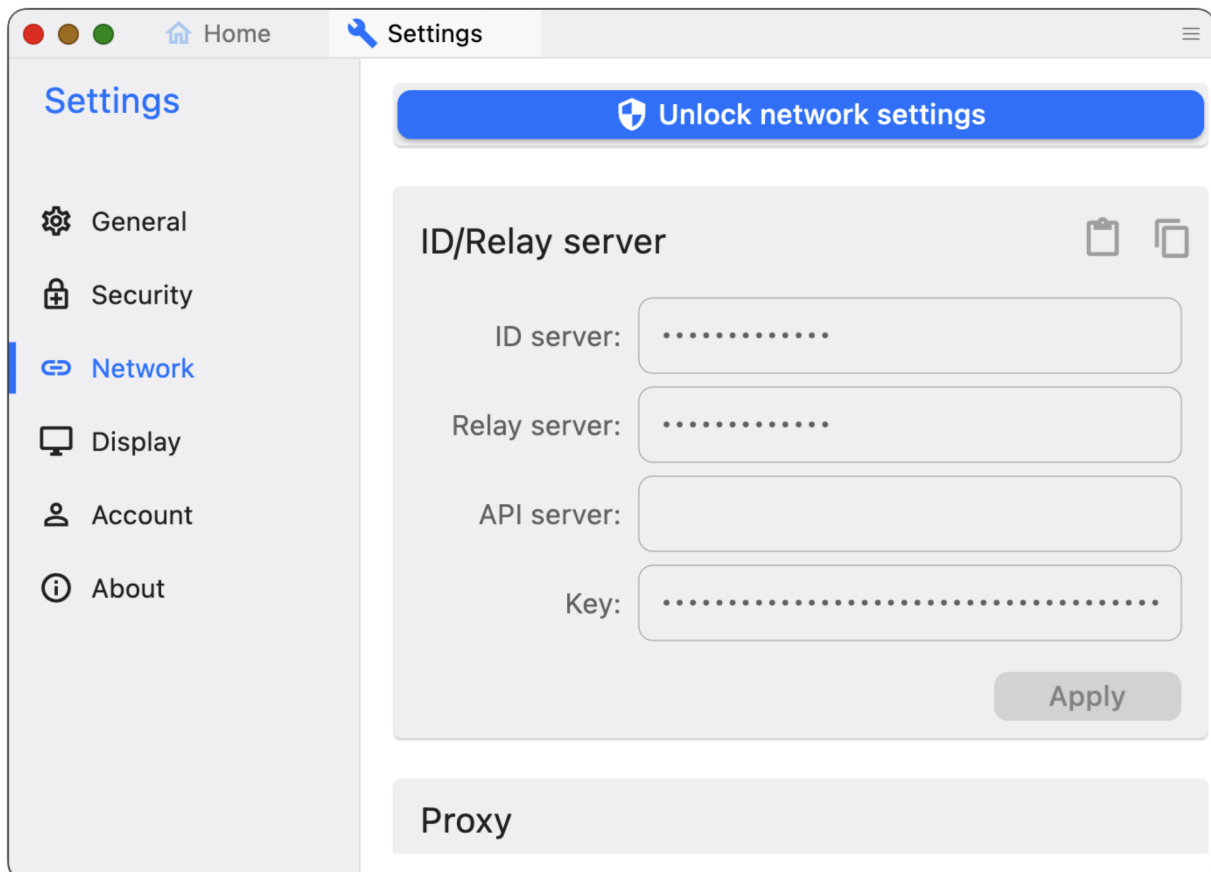 Home
Settings
Settings
General
Security
Network
Display
Account
About
Unlock network settings
ID/Relay server
ID server: •••••••••••••
Relay server: •••••••••••••
API server:
Key: ••••••••••••••••••••••••••••••••••••••
Apply
Proxy